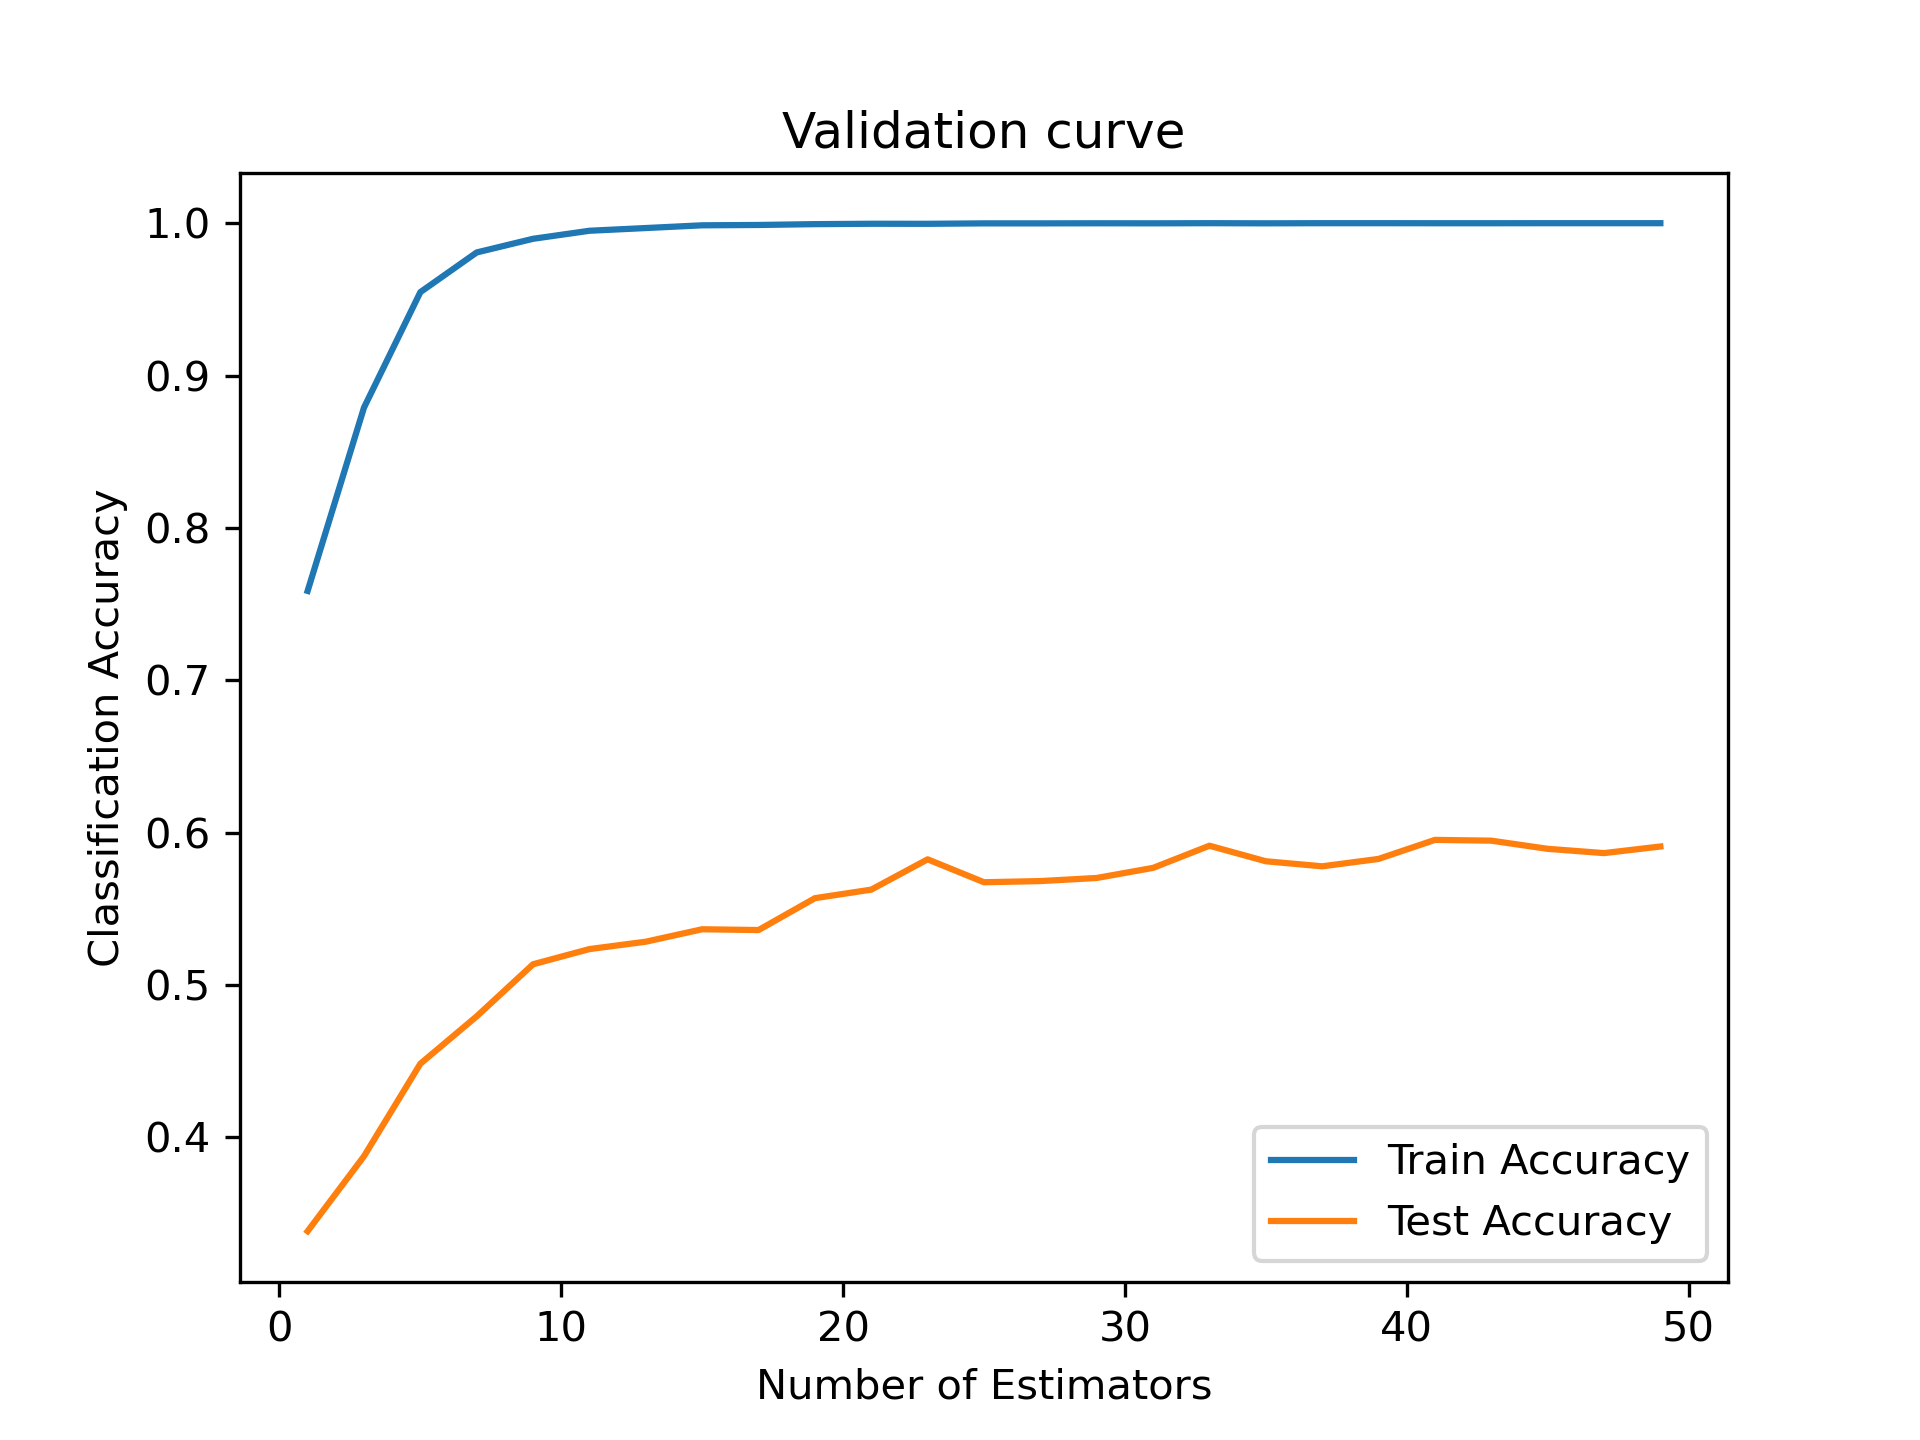 Validation curve
Classification Accuracy
1.0
0.9
0.8
0.7
0.6
0.5
0.4
Train Accuracy
Test Accuracy
0 10 20 30 40 50
Number of Estimators